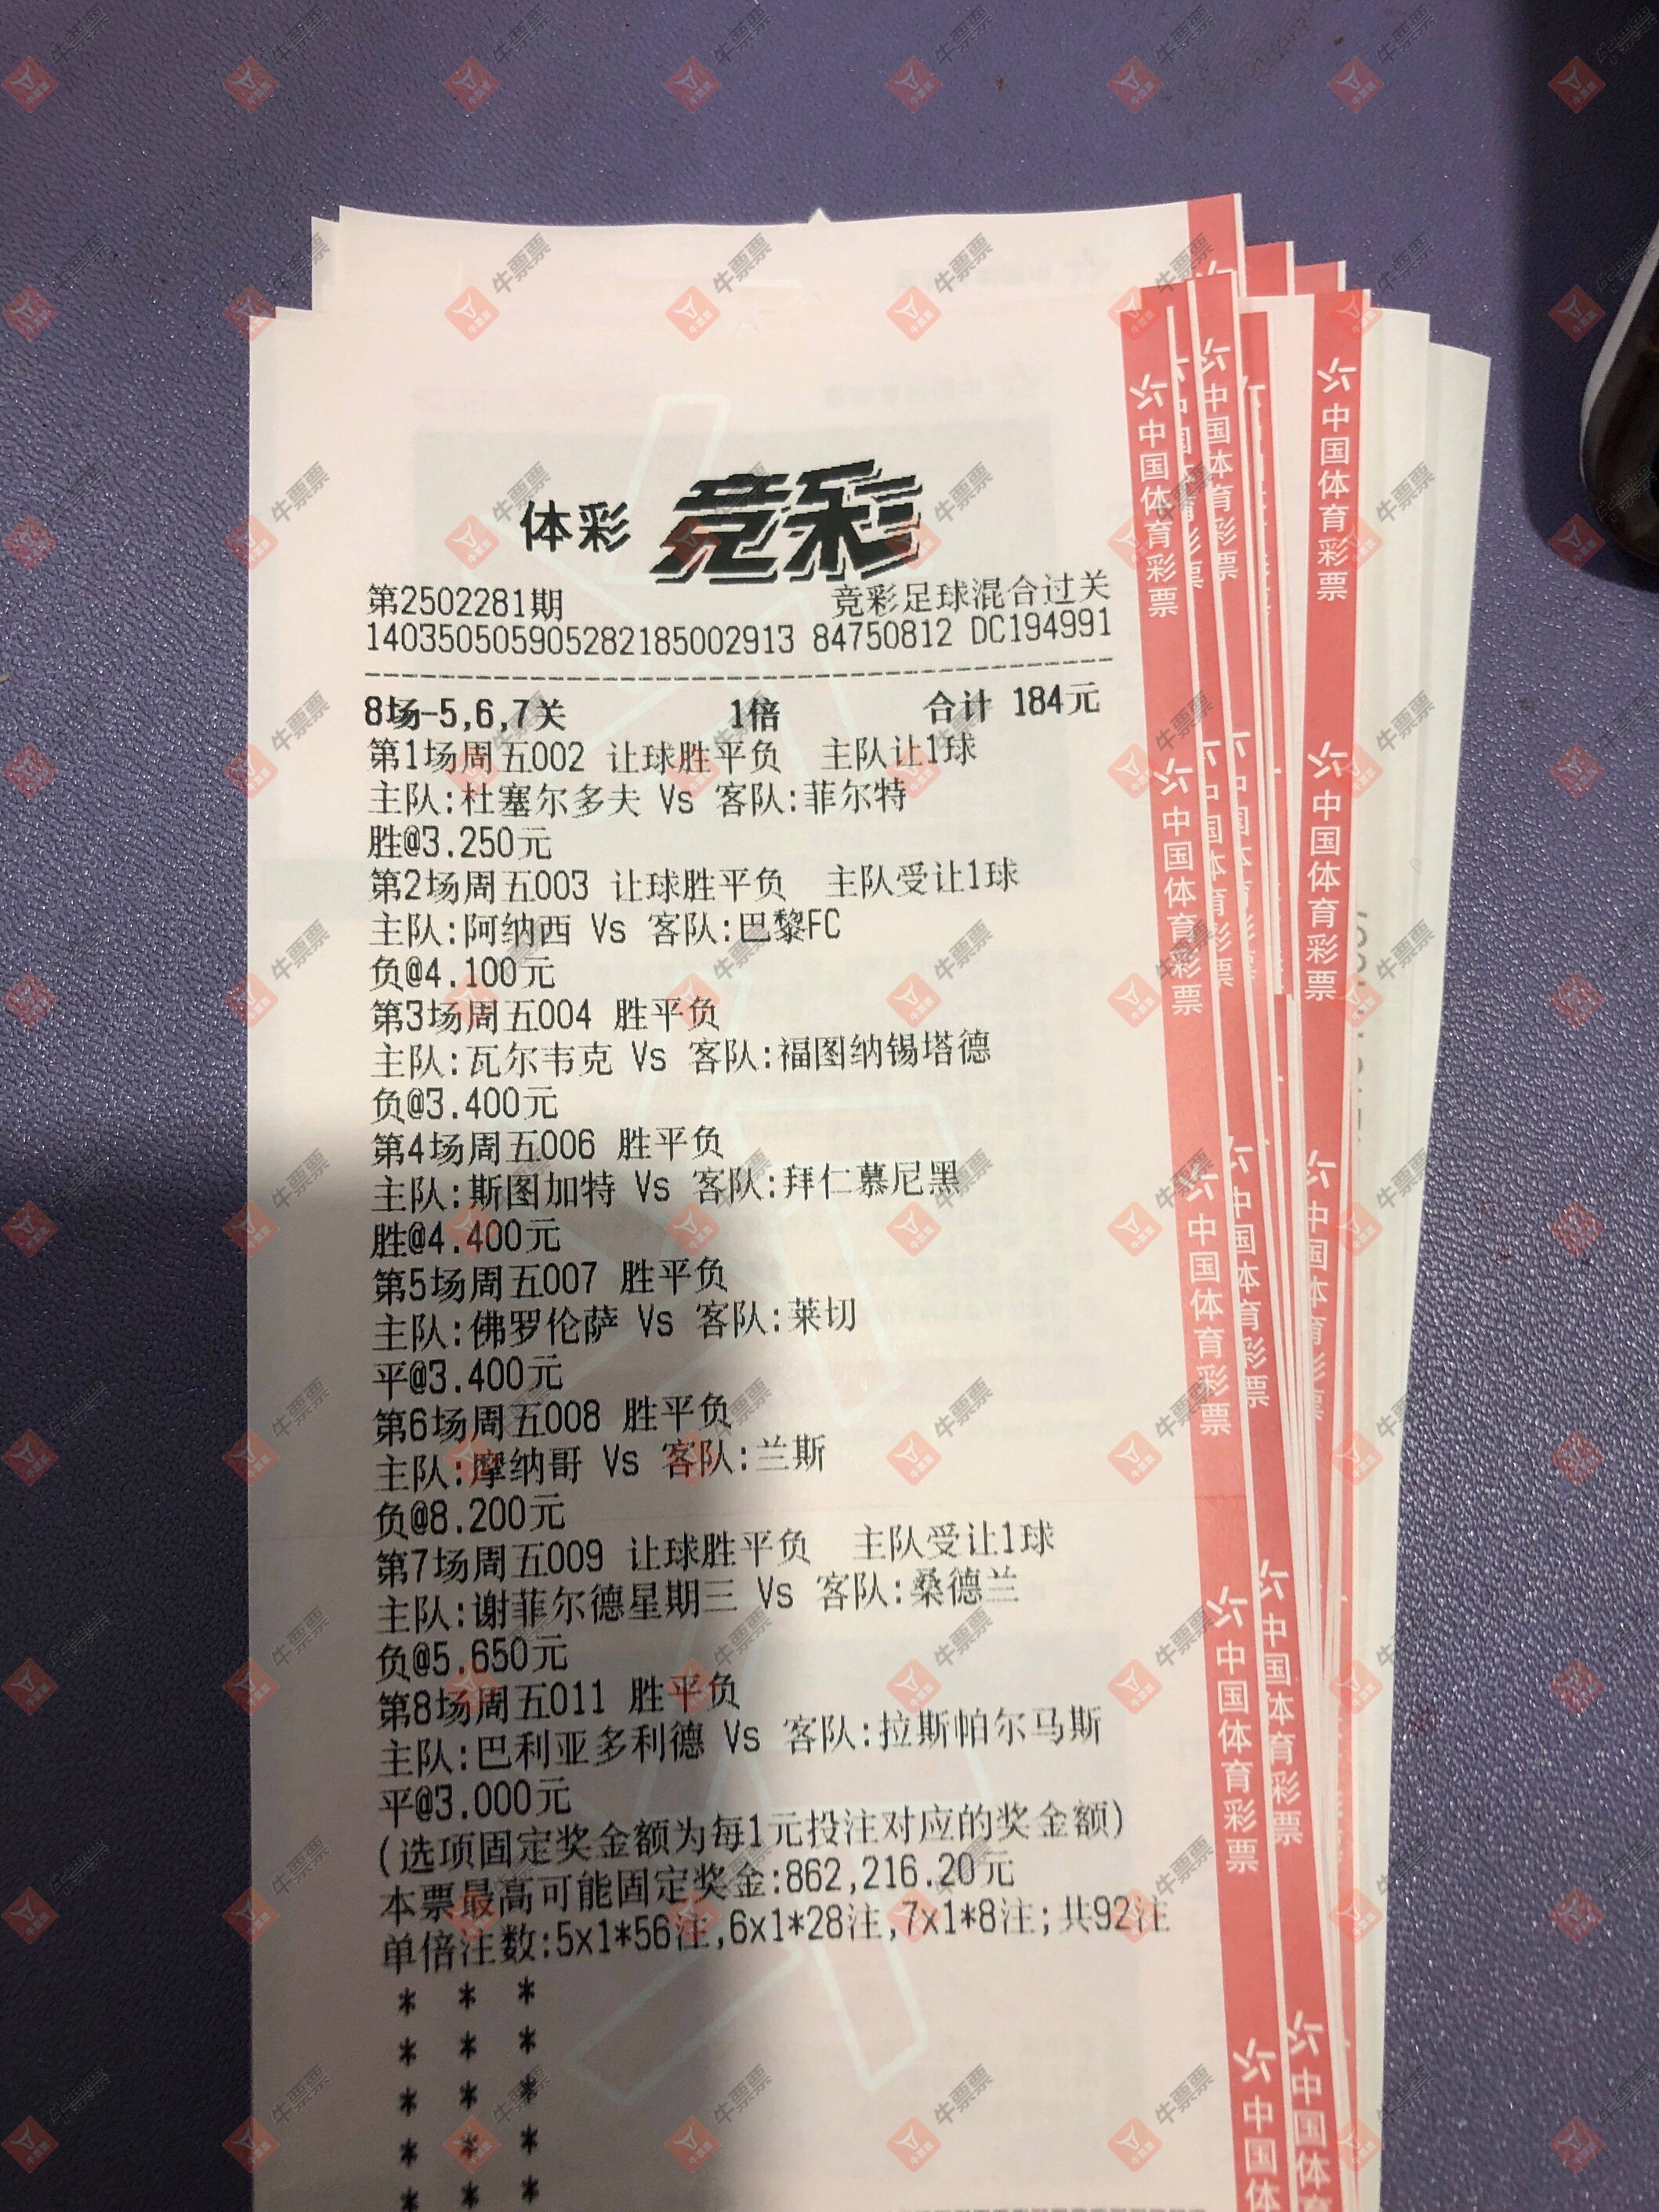 体彩 竞彩
第2502281期 竞彩足球混合过关
140350505905282185002913 84750812 DC194991
8场-5,6,7关 1倍 合计 184元
第1场周五002 让球胜平负 主队让1球
主队:杜塞尔多夫 Vs 客队:菲尔特
胜@3.250元
第2场周五003 让球胜平负 主队受让1球
主队:阿纳西 Vs 客队:巴黎FC
负@4.100元
第3场周五004 胜平负
主队:瓦尔韦克 Vs 客队:福图纳锡塔德
负@3.400元
第4场周五006 胜平负
主队:斯图加特 Vs 客队:拜仁慕尼黑
胜@4.400元
第5场周五007 胜平负
主队:佛罗伦萨 Vs 客队:莱切
平@3.400元
第6场周五008 胜平负
主队:摩纳哥 Vs 客队:兰斯
负@8.200元
第7场周五009 让球胜平负 主队受让1球
主队:谢菲尔德星期三 Vs 客队:桑德兰
负@5.650元
第8场周五011 胜平负
主队:巴利亚多利德 Vs 客队:拉斯帕尔马斯
平@3.000元
(选项固定奖金额为每1元投注对应的奖金额)
本票最高可能固定奖金:862,216.20元
单倍注数:5x1*56注,6x1*28注,7x1*8注;共92注
* * *
* * *
* * *
* * *
* * *
中国体育彩票
中国体育彩票
中国体育彩票
中国体育彩票
中国体
中国体育彩票
中国体育彩票
牛票票